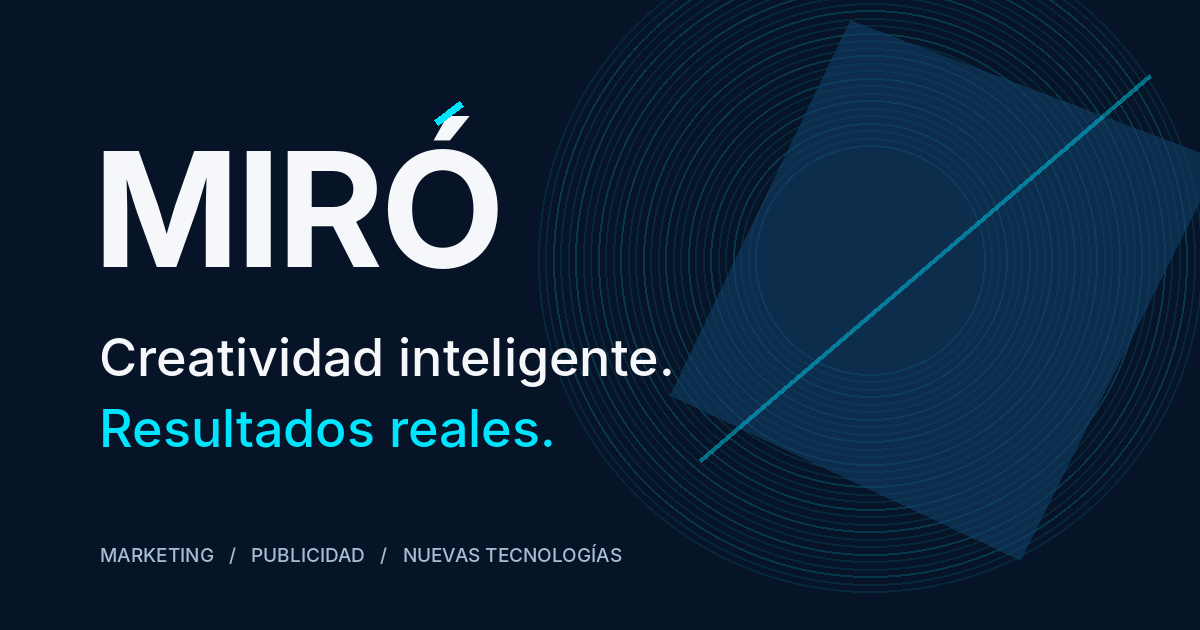 MIRÓ
Creatividad inteligente.
Resultados reales.
MARKETING / PUBLICIDAD / NUEVAS TECNOLOGÍAS